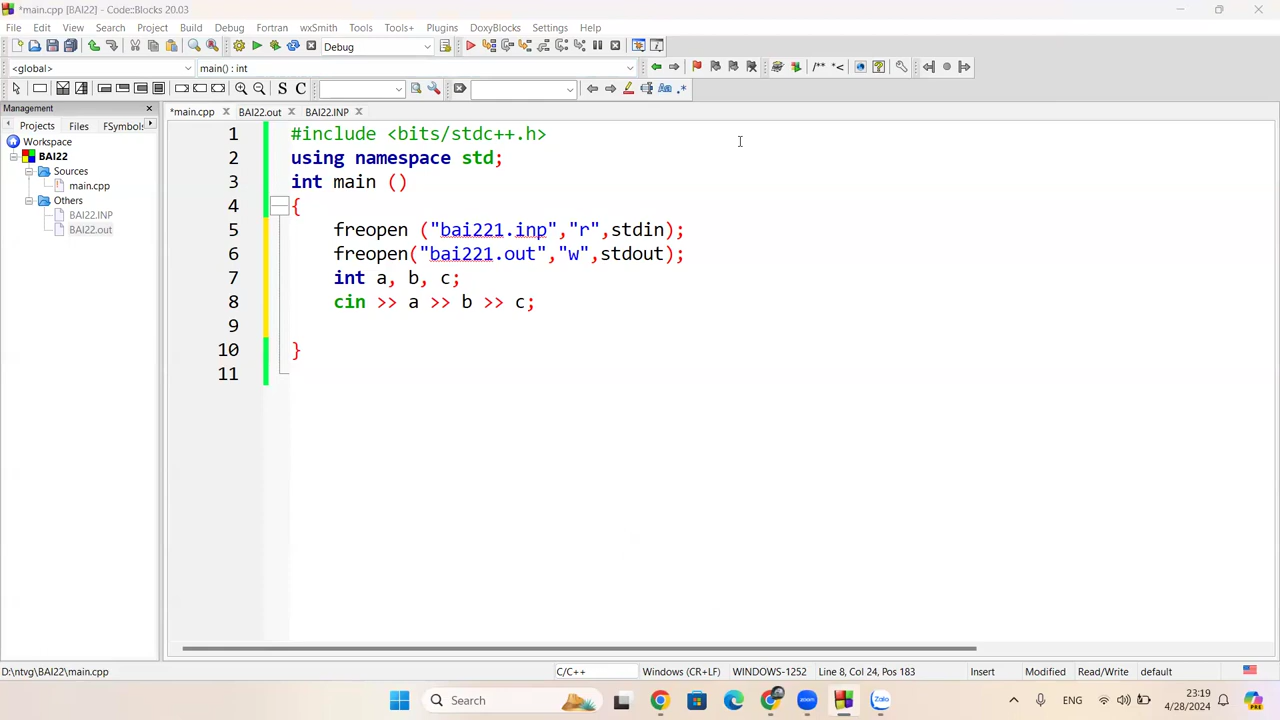 *main.cpp [BAI22] - Code::Blocks 20.03
File Edit View Search Project Build Debug Fortran wxSmith Tools Tools+ Plugins DoxyBlocks Settings Help
Debug
<global> main() : int /** *<
S C Aa .*
Management
Projects Files FSymbols
*main.cpp BAI22.out BAI22.INP
Workspace
BAI22
Sources
main.cpp
Others
BAI22.INP
BAI22.out
1 #include <bits/stdc++.h>
2 using namespace std;
3 int main ()
4 {
5 freopen ("bai221.inp","r",stdin);
6 freopen("bai221.out","w",stdout);
7 int a, b, c;
8 cin >> a >> b >> c;
9
10 }
11
D:\ntvg\BAI22\main.cpp C/C++ Windows (CR+LF) WINDOWS-1252 Line 8, Col 24, Pos 183 Insert Modified Read/Write default
Search Zalo ENG 23:19
4/28/2024 PRE